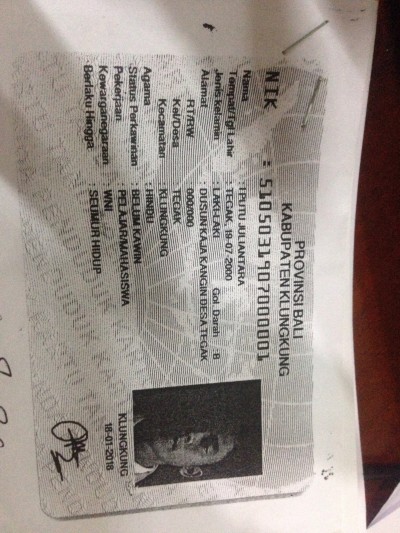 PROVINSI BALI
KABUPATEN KLUNGKUNG
NIK : 5105031907000001
Nama : I PUTU JULIANTARA
Tempat/Tgl Lahir : TEGAK, 19-07-2000
Jenis kelamin : LAKI-LAKI Gol. Darah : B
Alamat : DUSUN KAJA KANGIN DESA TEGAK
RT/RW : 000/000
Kel/Desa : TEGAK
Kecamatan : KLUNGKUNG
Agama : HINDU
Status Perkawinan : BELUM KAWIN
Pekerjaan : PELAJAR/MAHASISWA
Kewarganegaraan : WNI
Berlaku Hingga : SEUMUR HIDUP
KLUNGKUNG
18-01-2018